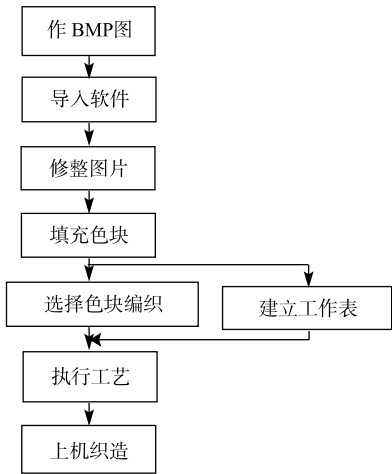 作 BMP图
导入软件
修整图片
填充色块
选择色块编织
建立工作表
执行工艺
上机织造